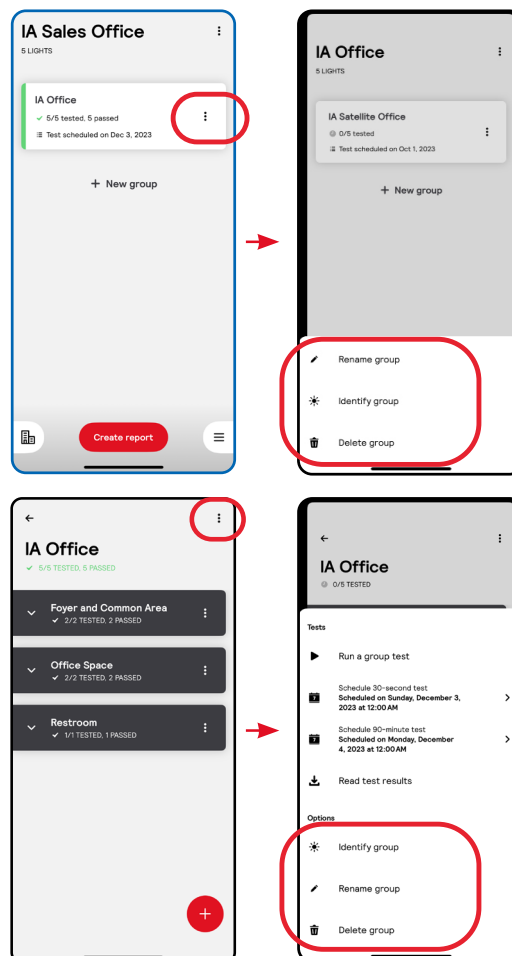 IA Sales Office
5 LIGHTS
IA Office
5/5 tested, 5 passed
Test scheduled on Dec 3, 2023
+ New group
Create report
IA Office
5 LIGHTS
IA Satellite Office
0/5 tested
Test scheduled on Oct 1, 2023
+ New group
Rename group
Identify group
Delete group
IA Office
5/5 TESTED, 5 PASSED
Foyer and Common Area
2/2 TESTED, 2 PASSED
Office Space
2/2 TESTED, 2 PASSED
Restroom
1/1 TESTED, 1 PASSED
IA Office
0/5 TESTED
Tests
Run a group test
Schedule 30-second test
Scheduled on Sunday, December 3,
2023 at 12:00 AM
Schedule 90-minute test
Scheduled on Monday, December
4, 2023 at 12:00 AM
Read test results
Options
Identify group
Rename group
Delete group